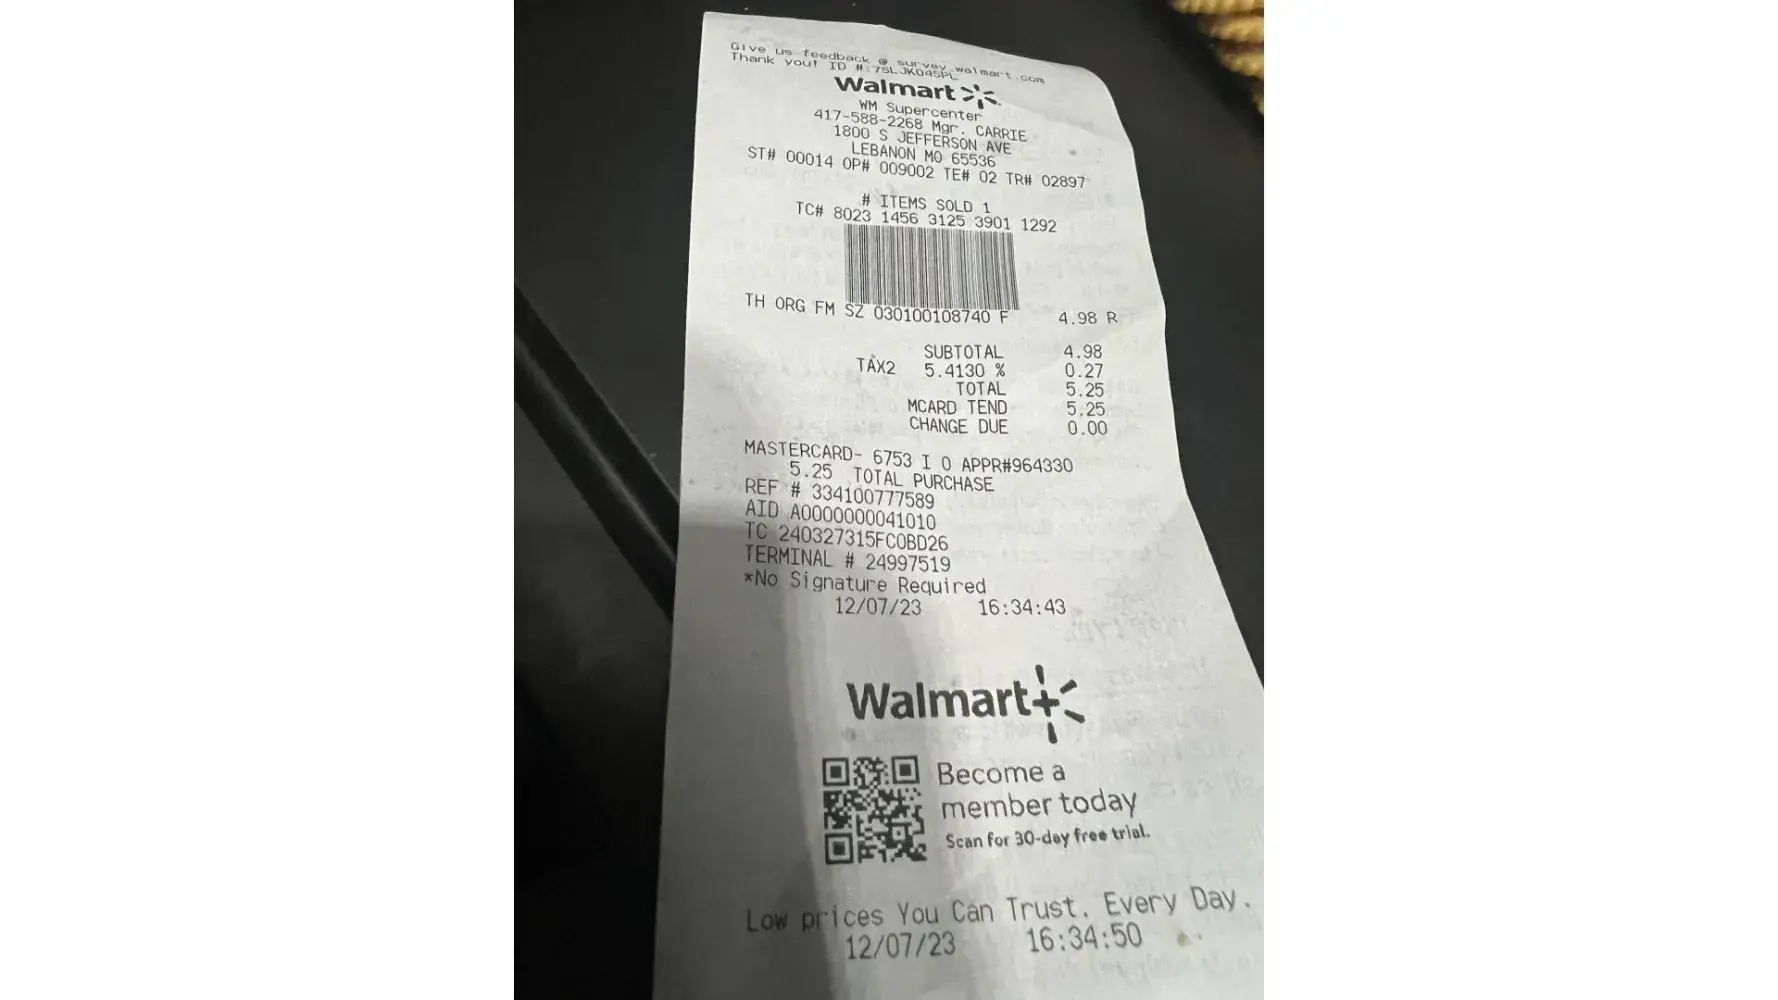 Give us feedback @ survey.walmart.com
Thank you! ID #:7SLJK04SPL
Walmart
WM Supercenter
417-588-2268 Mgr. CARRIE
1800 S JEFFERSON AVE
LEBANON MO 65536
ST# 00014 OP# 009002 TE# 02 TR# 02897
# ITEMS SOLD 1
TC# 8023 1456 3125 3901 1292
TH ORG FM SZ 030100108740 F 4.98 R
SUBTOTAL 4.98
TAX2 5.4130 % 0.27
TOTAL 5.25
MCARD TEND 5.25
CHANGE DUE 0.00
MASTERCARD- 6753 I 0 APPR#964330
5.25 TOTAL PURCHASE
REF # 334100777589
AID A0000000041010
TC 240327315FC0BD26
TERMINAL # 24997519
*No Signature Required
12/07/23 16:34:43
Walmart+
Become a
member today
Scan for 30-day free trial.
Low prices You Can Trust. Every Day.
12/07/23 16:34:50